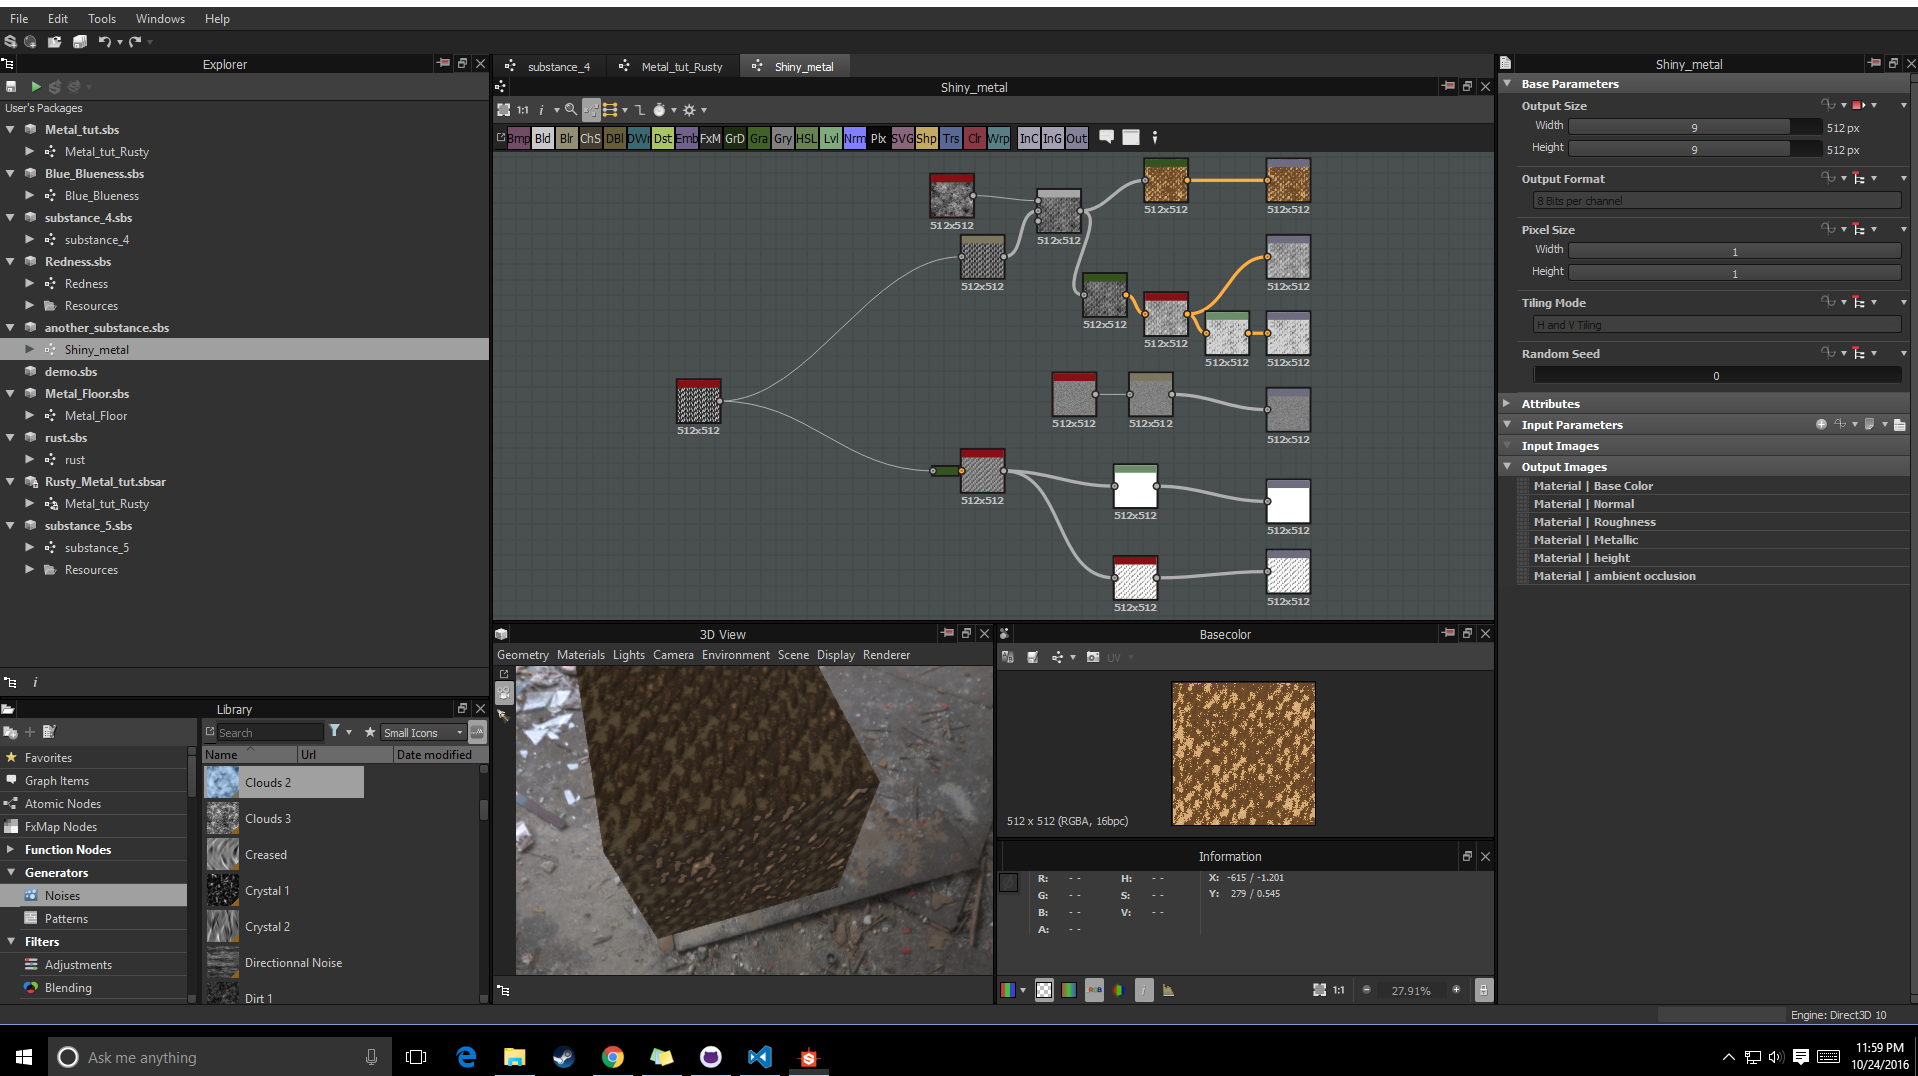 File Edit Tools Windows Help
Explorer
User's Packages
Metal_tut.sbs
Metal_tut_Rusty
Blue_Blueness.sbs
Blue_Blueness
substance_4.sbs
substance_4
Redness.sbs
Redness
Resources
another_substance.sbs
Shiny_metal
demo.sbs
Metal_Floor.sbs
Metal_Floor
rust.sbs
rust
Rusty_Metal_tut.sbsar
Metal_tut_Rusty
substance_5.sbs
substance_5
Resources
i
Library
Search
Small Icons
Name Url Date modified
Favorites
Graph Items
Atomic Nodes
FxMap Nodes
Function Nodes
Generators
Noises
Patterns
Filters
Adjustments
Blending
Clouds 2
Clouds 3
Creased
Crystal 1
Crystal 2
Directionnal Noise
Dirt 1
substance_4 Metal_tut_Rusty Shiny_metal
Shiny_metal
1:1 i
Bmp Bld Blr ChS DBl DWr Dst Emb FxM GrD Gra Gry HSL Lvl Nrm Plx SVG Shp Trs Clr Wrp InC InG Out
512x512 512x512
512x512
512x512
512x512 512x512
512x512
512x512
512x512 512x512
512x512 512x512
512x512
512x512
512x512
512x512
512x512
512x512
512x512
3D View
Geometry Materials Lights Camera Environment Scene Display Renderer
Basecolor
UV
512 x 512 (RGBA, 16bpc)
Information
R: -- H: -- X: -615 / -1.201
G: -- S: -- Y: 279 / 0.545
B: -- V: --
A: --
RGB i 1:1 27.91%
Shiny_metal
Base Parameters
Output Size
Width 9 512 px
Height 9 512 px
Output Format
8 Bits per channel
Pixel Size
Width 1
Height 1
Tiling Mode
H and V Tiling
Random Seed
0
Attributes
Input Parameters
Input Images
Output Images
Material | Base Color
Material | Normal
Material | Roughness
Material | Metallic
Material | height
Material | ambient occlusion
Engine: Direct3D 10
Ask me anything
11:59 PM
10/24/2016